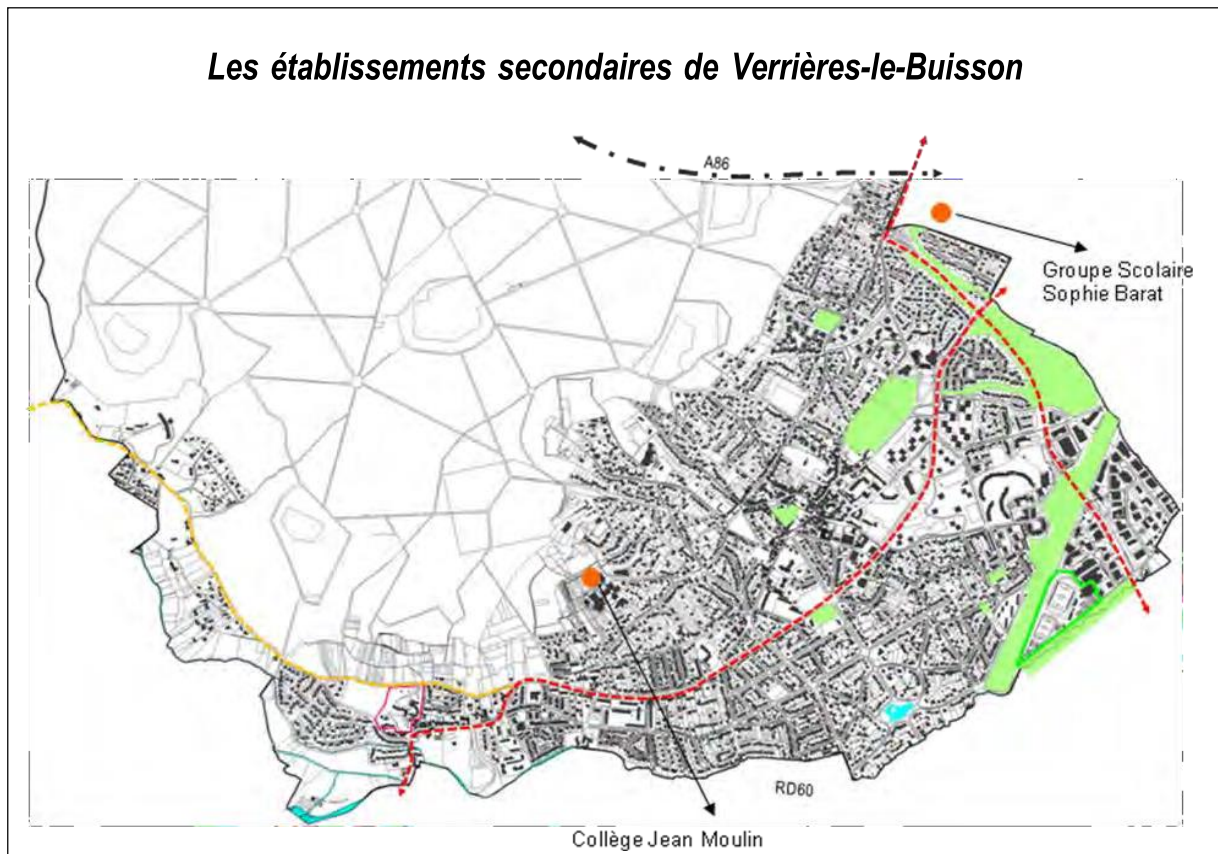 Les établissements secondaires de Verrières-le-Buisson
A86
Groupe Scolaire
Sophie Barat
RD60
Collège Jean Moulin